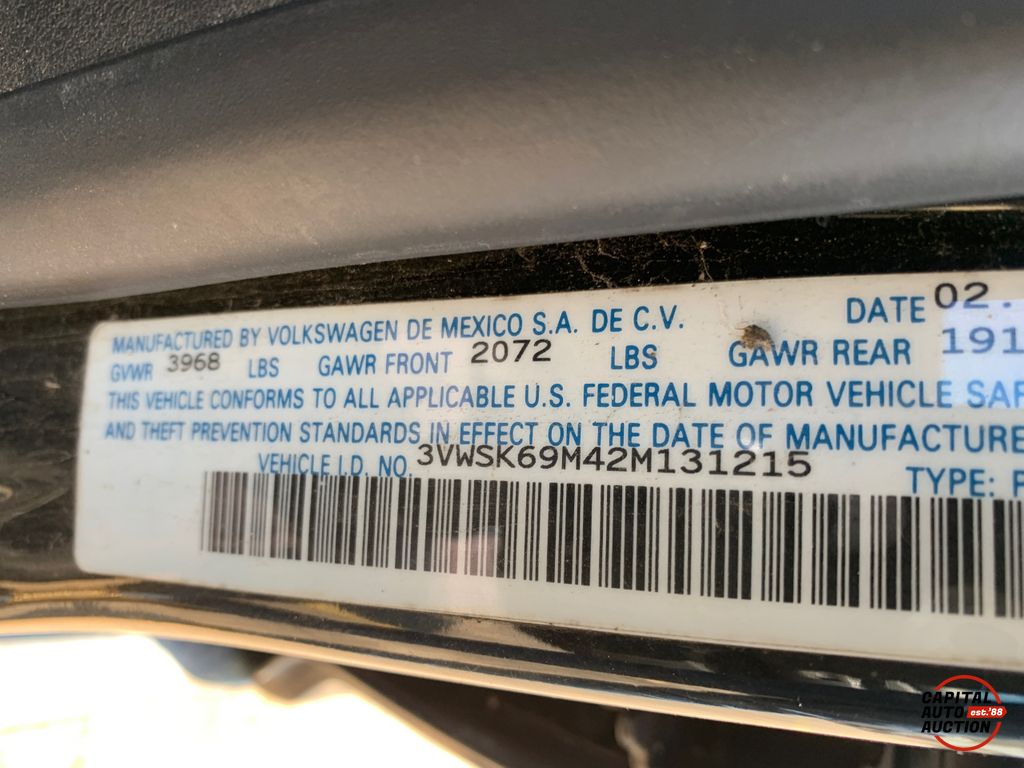 MANUFACTURED BY VOLKSWAGEN DE MEXICO S.A. DE C.V. DATE 02.
GVWR 3968 LBS GAWR FRONT 2072 LBS GAWR REAR 191
THIS VEHICLE CONFORMS TO ALL APPLICABLE U.S. FEDERAL MOTOR VEHICLE SAF
AND THEFT PREVENTION STANDARDS IN EFFECT ON THE DATE OF MANUFACTURE
VEHICLE I.D. NO. 3VWSK69M42M131215 TYPE: P
CAPITAL
AUTO est.'88
AUCTION